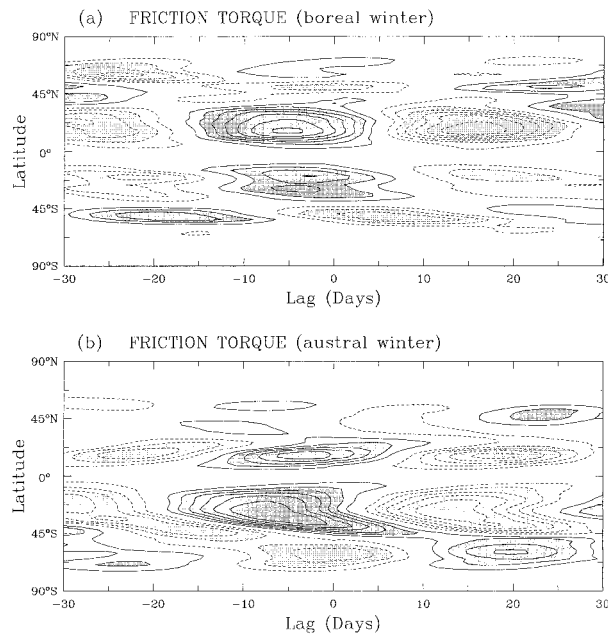 (a) FRICTION TORQUE (boreal winter)
90°N
45°N
0°
45°S
90°S
Latitude
-30 -20 -10 0 10 20 30
Lag (Days)
(b) FRICTION TORQUE (austral winter)
90°N
45°N
0°
45°S
90°S
Latitude
-30 -20 -10 0 10 20 30
Lag (Days)